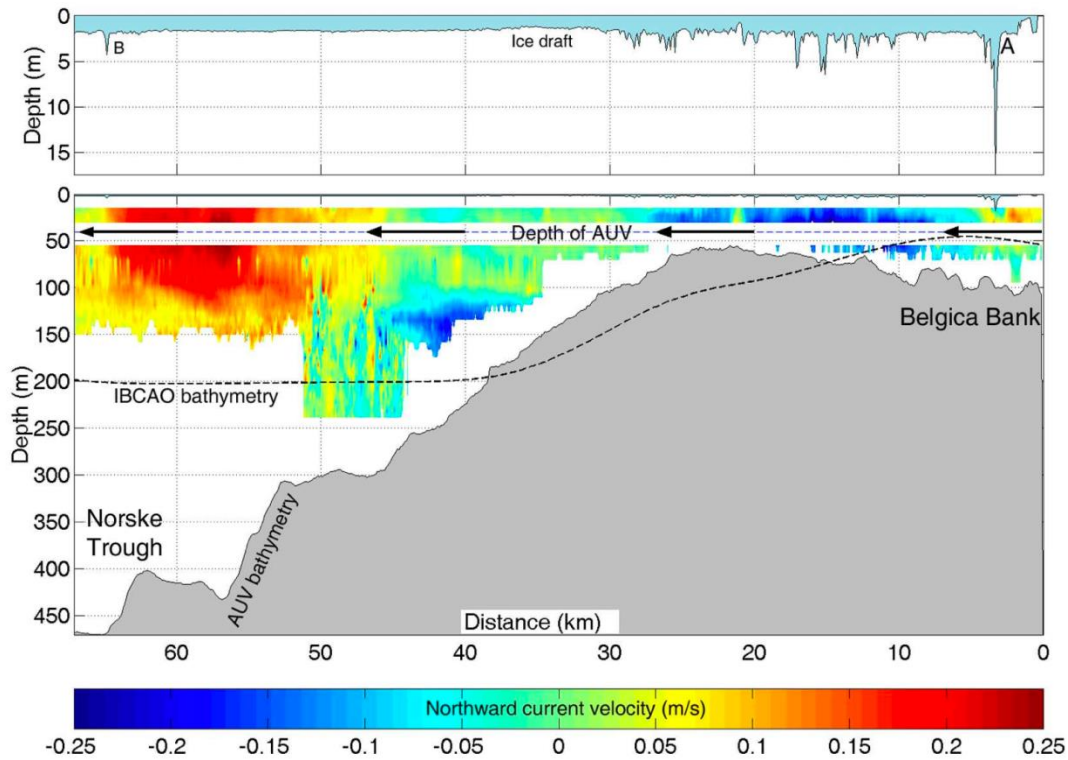 0
5
10
15
Depth (m)
B
Ice draft
A
0
50
100
150
200
250
300
350
400
450
Depth (m)
Depth of AUV
Belgica Bank
IBCAO bathymetry
Norske
Trough
AUV bathymetry
Distance (km)
60 50 40 30 20 10 0
Northward current velocity (m/s)
-0.25 -0.2 -0.15 -0.1 -0.05 0 0.05 0.1 0.15 0.2 0.25